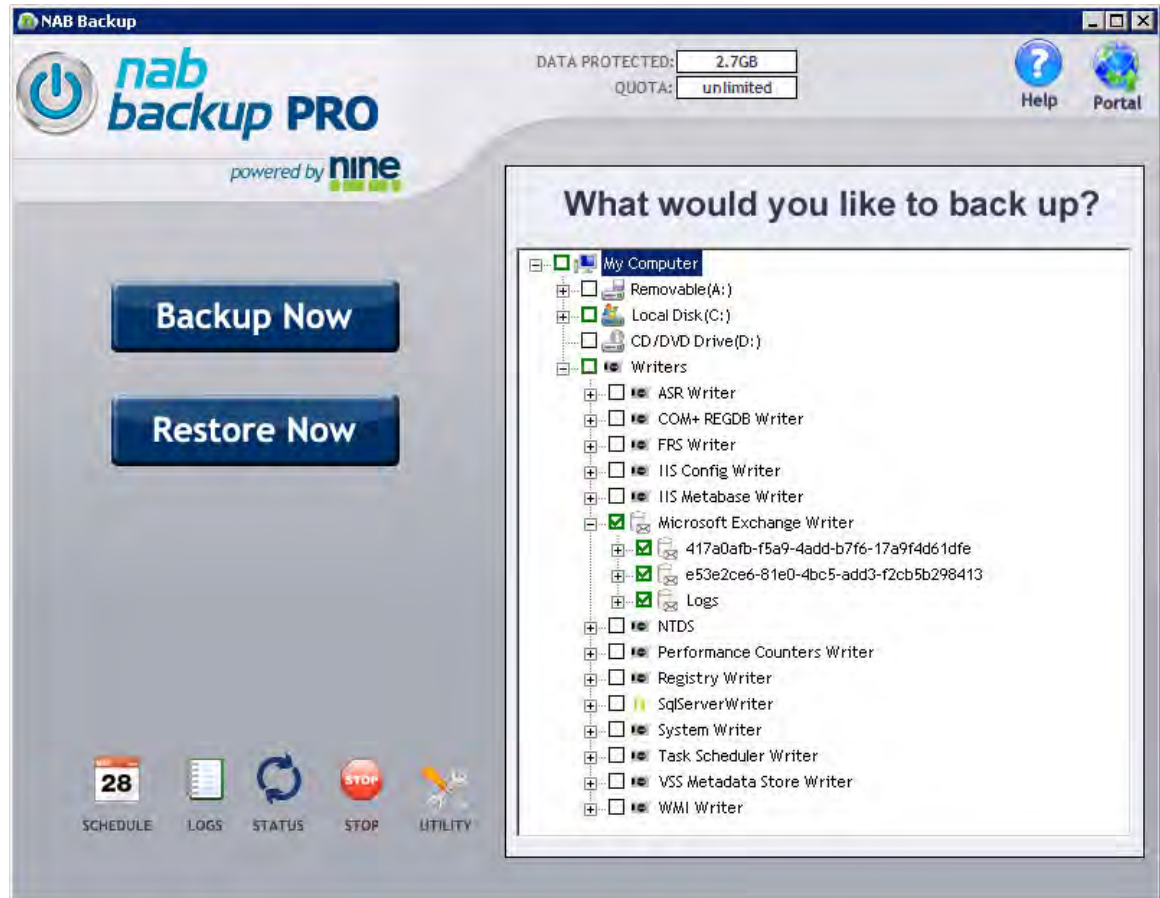 NAB Backup
nab
backup PRO
powered by nine
DATA PROTECTED: 2.7GB
QUOTA: unlimited
Help
Portal
What would you like to back up?
My Computer
Removable(A:)
Local Disk(C:)
CD/DVD Drive(D:)
Writers
ASR Writer
COM+ REGDB Writer
FRS Writer
IIS Config Writer
IIS Metabase Writer
Microsoft Exchange Writer
417a0afb-f5a9-4add-b7f6-17a9f4d61dfe
e53e2ce6-81e0-4bc5-add3-f2cb5b298413
Logs
NTDS
Performance Counters Writer
Registry Writer
SqlServerWriter
System Writer
Task Scheduler Writer
VSS Metadata Store Writer
WMI Writer
Backup Now
Restore Now
28
STOP
SCHEDULE LOGS STATUS STOP UTILITY